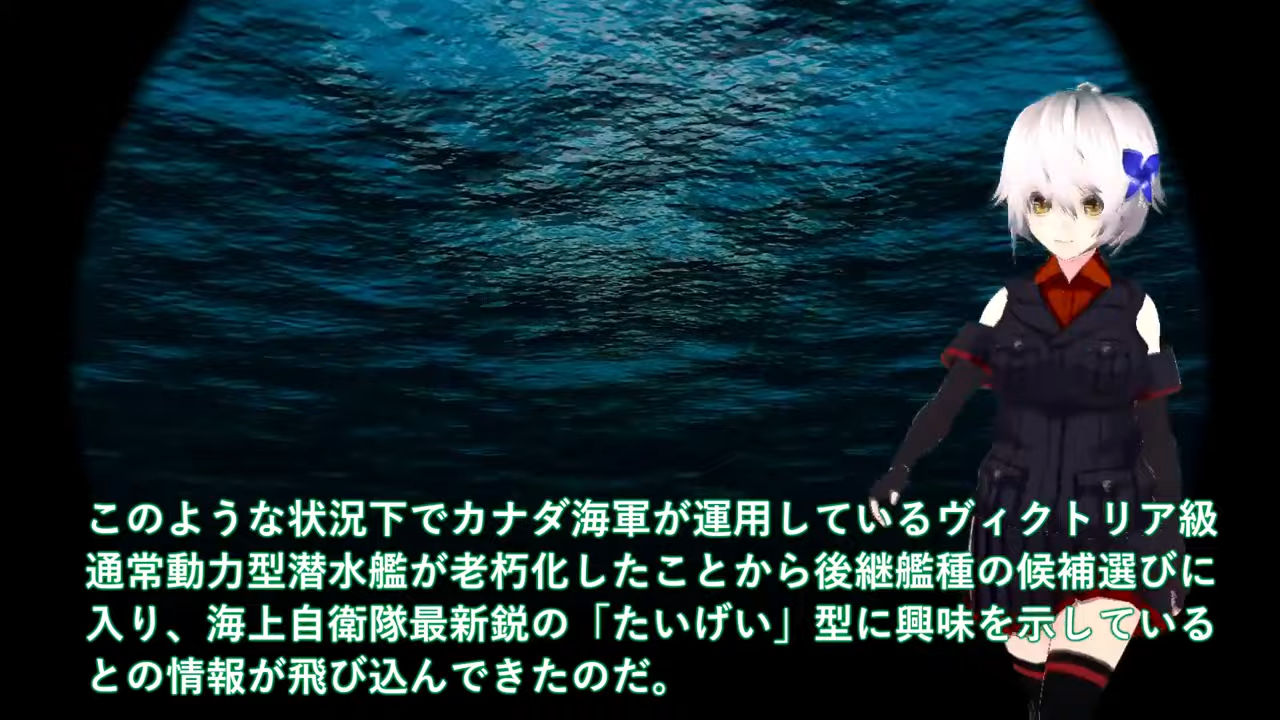 このような状況下でカナダ海軍が運用しているヴィクトリア級
通常動力型潜水艦が老朽化したことから後継艦種の候補選びに
入り、海上自衛隊最新鋭の「たいげい」型に興味を示している
との情報が飛び込んできたのだ。